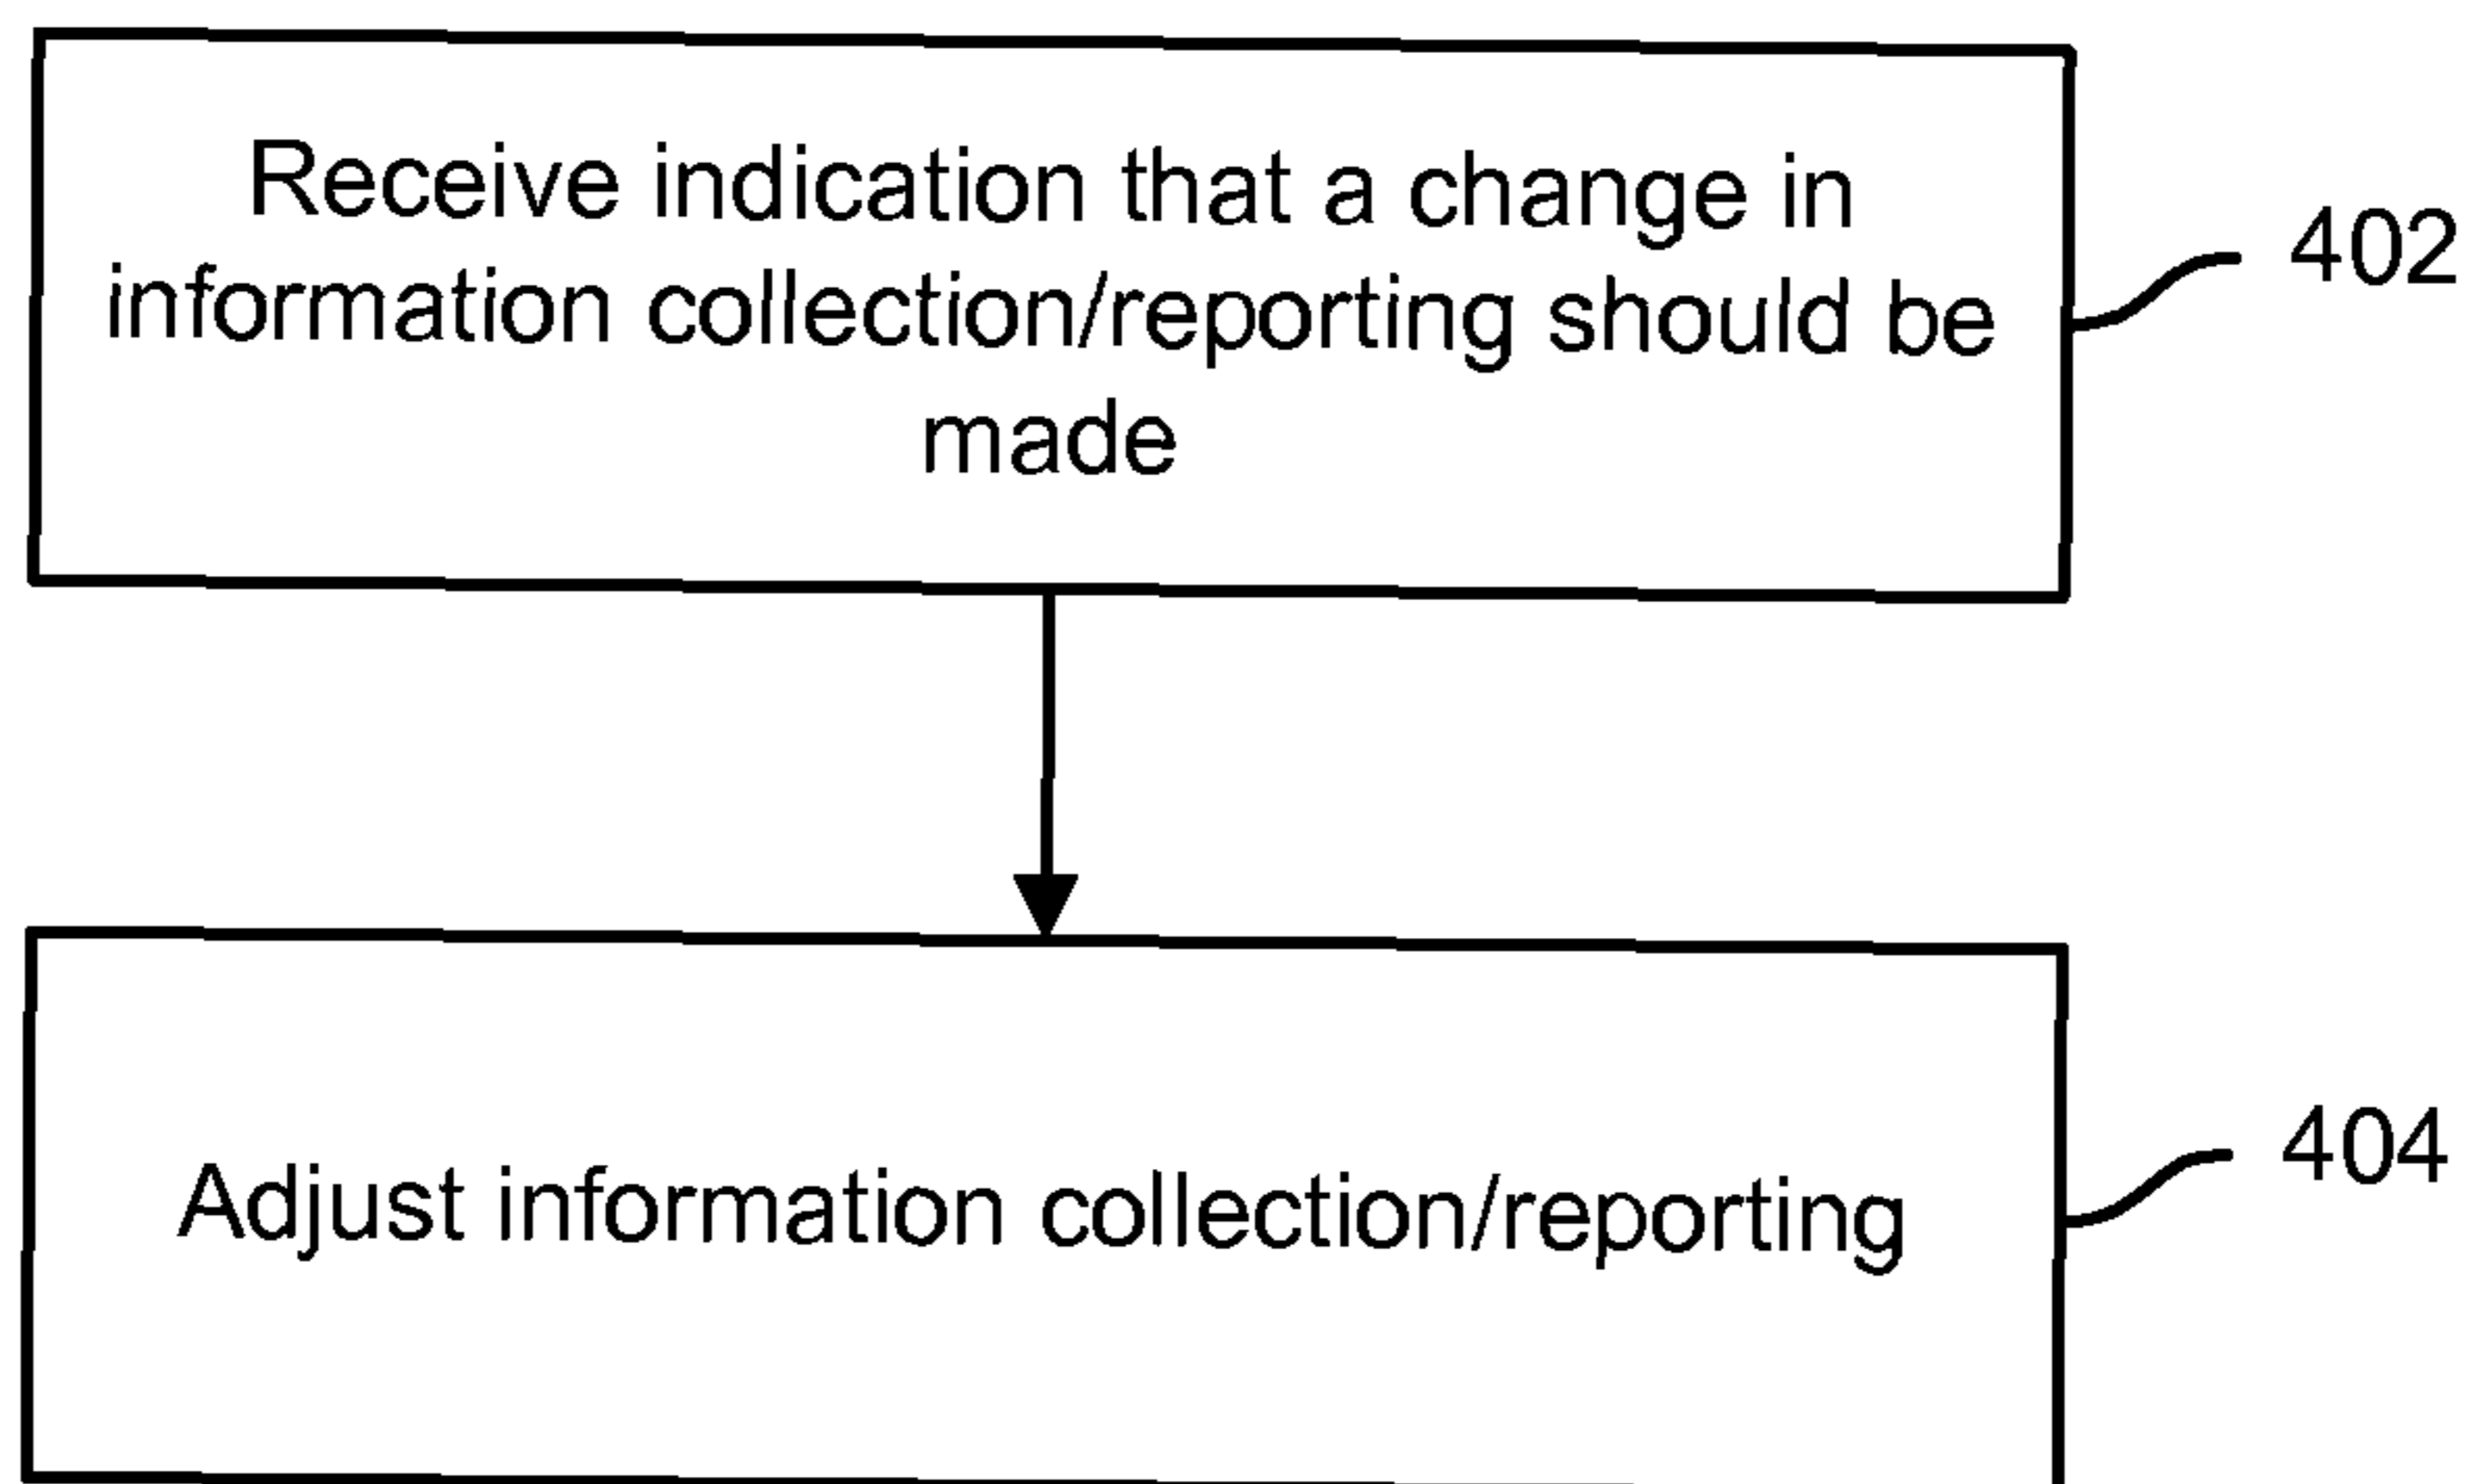 Receive indication that a change in
information collection/reporting should be
made
402
Adjust information collection/reporting
404